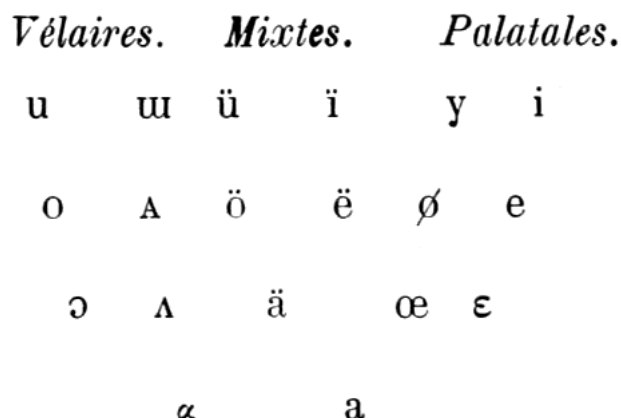 Vélaires. Mixtes. Palatales.
u ɯ ü ï y i
o ᴀ ö ë ø e
ɔ ʌ ä œ ɛ
ɑ a